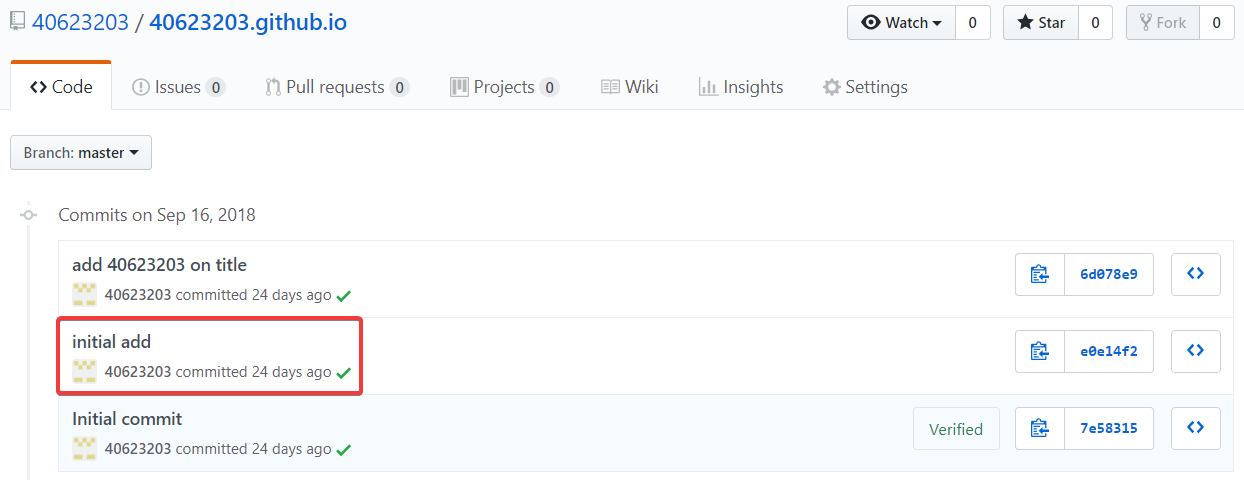 40623203 / 40623203.github.io Watch 0 Star 0 Fork 0
Code Issues 0 Pull requests 0 Projects 0 Wiki Insights Settings
Branch: master
Commits on Sep 16, 2018
add 40623203 on title
40623203 committed 24 days ago
6d078e9
initial add
40623203 committed 24 days ago
e0e14f2
Initial commit
40623203 committed 24 days ago
Verified 7e58315